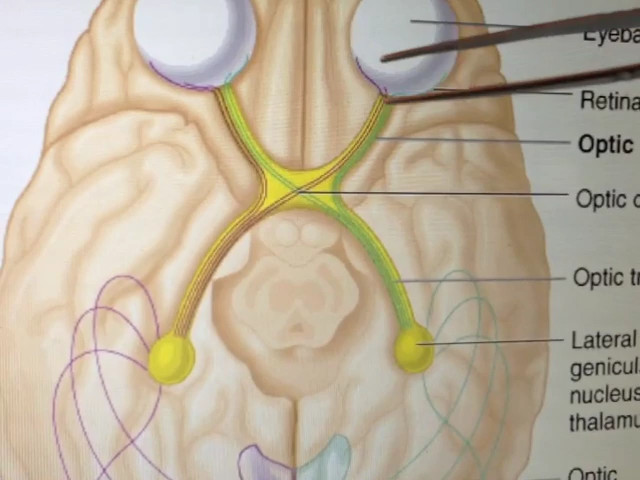 Eyeba
Retina
Optic
Optic c
Optic tr
Lateral
genicul
nucleus
thalamu
Optic